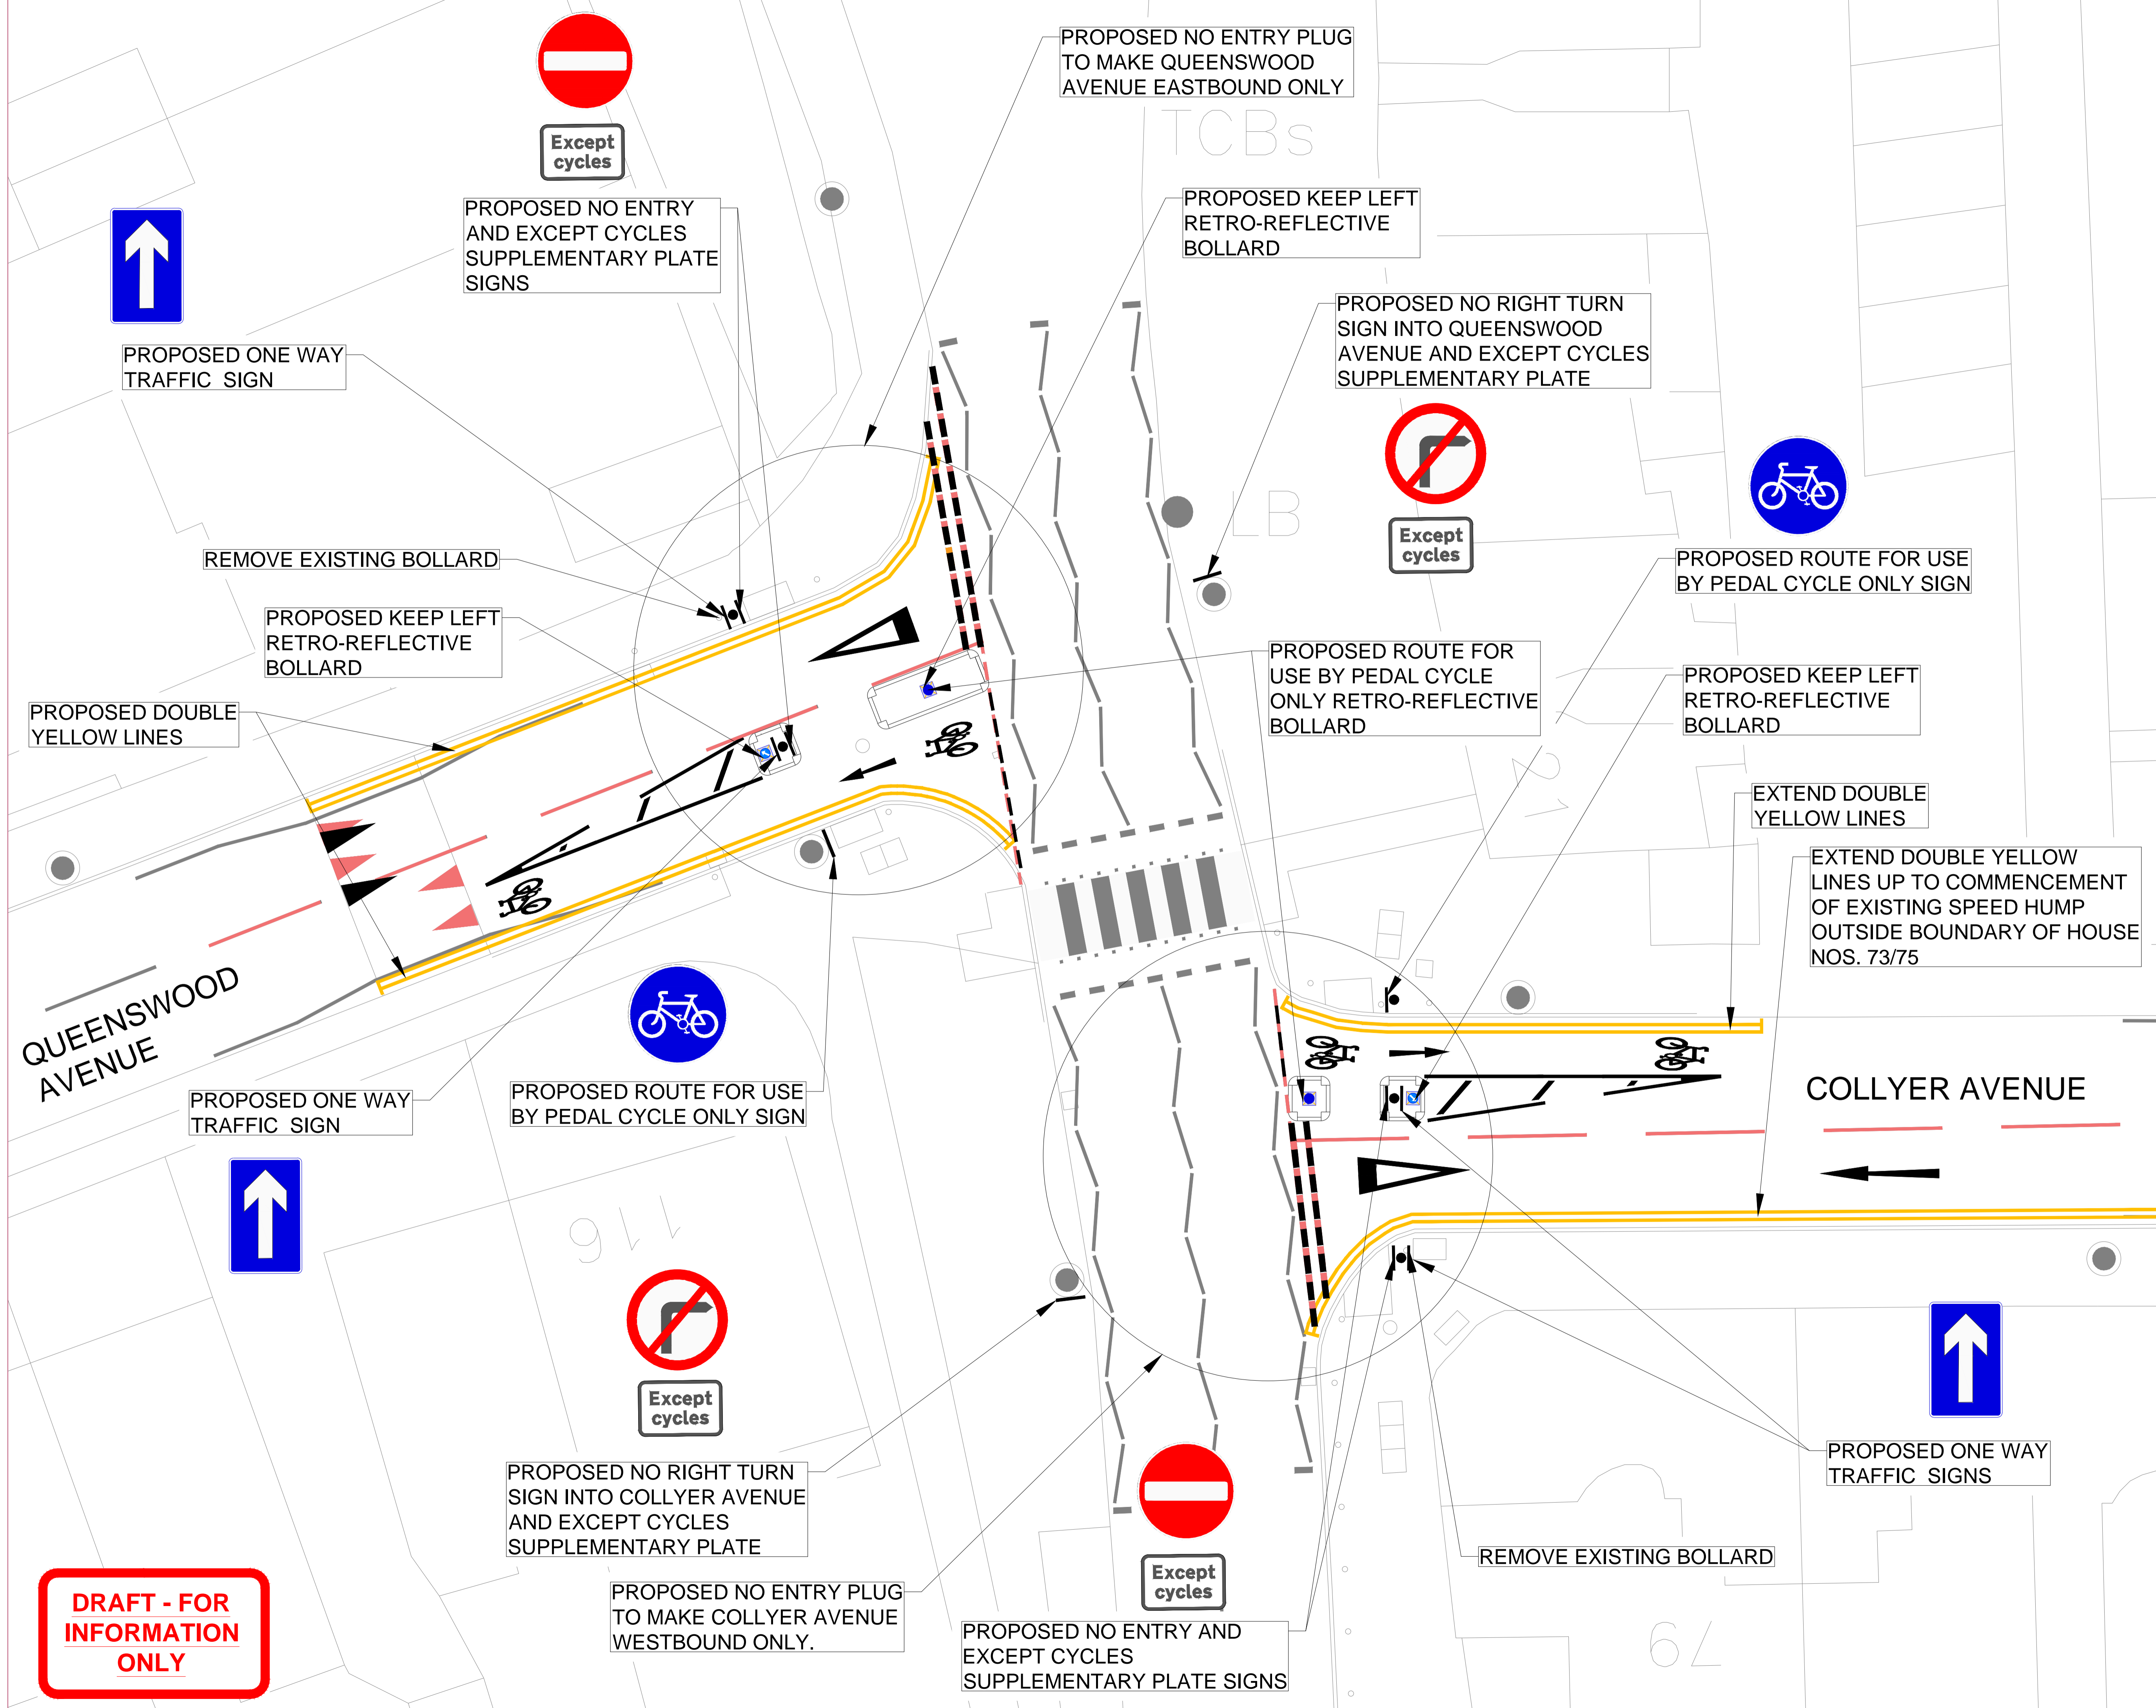 PROPOSED NO ENTRY PLUG
TO MAKE QUEENSWOOD
AVENUE EASTBOUND ONLY
TCBs
Except
cycles
PROPOSED NO ENTRY
AND EXCEPT CYCLES
SUPPLEMENTARY PLATE
SIGNS
PROPOSED KEEP LEFT
RETRO-REFLECTIVE
BOLLARD
PROPOSED ONE WAY
TRAFFIC SIGN
PROPOSED NO RIGHT TURN
SIGN INTO QUEENSWOOD
AVENUE AND EXCEPT CYCLES
SUPPLEMENTARY PLATE
LB
Except
cycles
REMOVE EXISTING BOLLARD
PROPOSED ROUTE FOR USE
BY PEDAL CYCLE ONLY SIGN
PROPOSED KEEP LEFT
RETRO-REFLECTIVE
BOLLARD
PROPOSED ROUTE FOR
USE BY PEDAL CYCLE
ONLY RETRO-REFLECTIVE
BOLLARD
PROPOSED KEEP LEFT
RETRO-REFLECTIVE
BOLLARD
PROPOSED DOUBLE
YELLOW LINES
EXTEND DOUBLE
YELLOW LINES
EXTEND DOUBLE YELLOW
LINES UP TO COMMENCEMENT
OF EXISTING SPEED HUMP
OUTSIDE BOUNDARY OF HOUSE
NOS. 73/75
QUEENSWOOD
AVENUE
COLLYER AVENUE
PROPOSED ONE WAY
TRAFFIC SIGN
PROPOSED ROUTE FOR USE
BY PEDAL CYCLE ONLY SIGN
116
Except
cycles
PROPOSED NO RIGHT TURN
SIGN INTO COLLYER AVENUE
AND EXCEPT CYCLES
SUPPLEMENTARY PLATE
PROPOSED ONE WAY
TRAFFIC SIGNS
REMOVE EXISTING BOLLARD
Except
cycles
PROPOSED NO ENTRY PLUG
TO MAKE COLLYER AVENUE
WESTBOUND ONLY.
PROPOSED NO ENTRY AND
EXCEPT CYCLES
SUPPLEMENTARY PLATE SIGNS
DRAFT - FOR
INFORMATION
ONLY